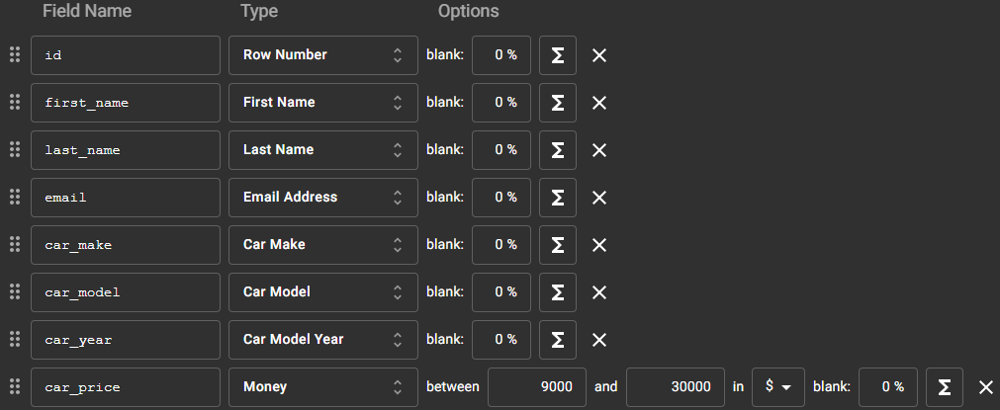 Field Name Type Options
id Row Number blank: 0 % Σ
first_name First Name blank: 0 % Σ
last_name Last Name blank: 0 % Σ
email Email Address blank: 0 % Σ
car_make Car Make blank: 0 % Σ
car_model Car Model blank: 0 % Σ
car_year Car Model Year blank: 0 % Σ
car_price Money between 9000 and 30000 in $ blank: 0 % Σ